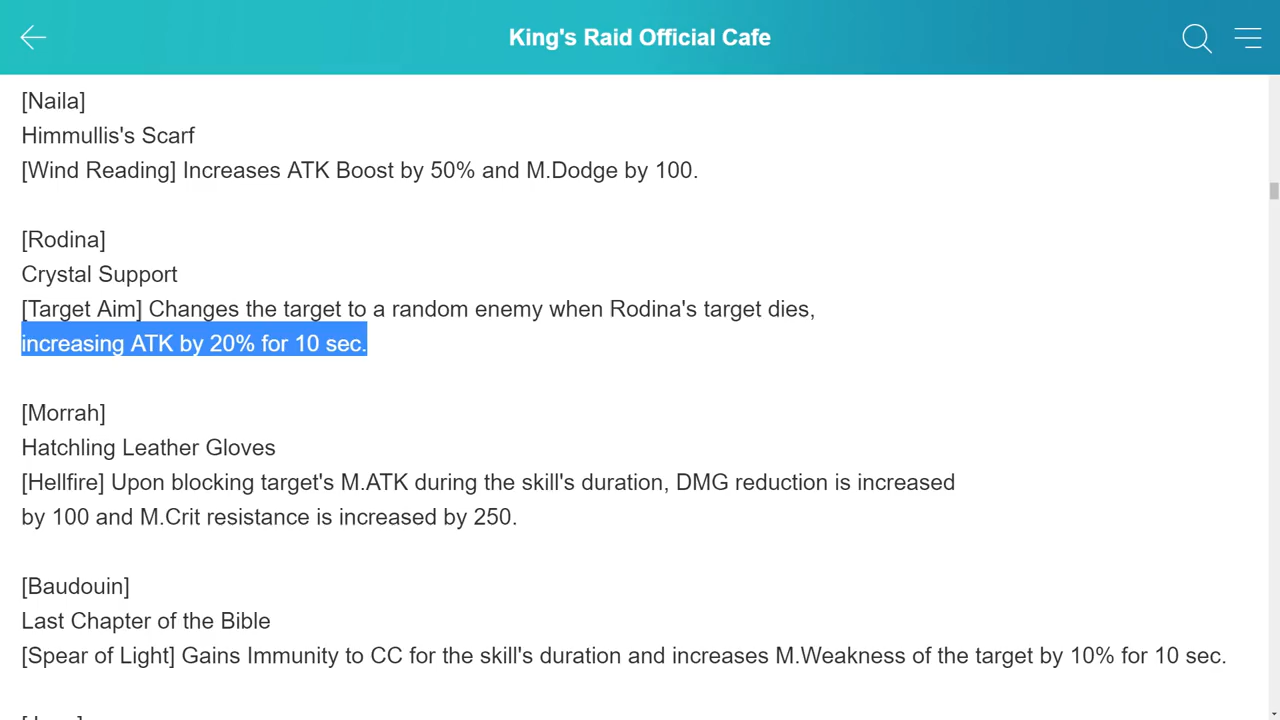 King's Raid Official Cafe
[Naila]
Himmullis's Scarf
[Wind Reading] Increases ATK Boost by 50% and M.Dodge by 100.
[Rodina]
Crystal Support
[Target Aim] Changes the target to a random enemy when Rodina's target dies,
increasing ATK by 20% for 10 sec.
[Morrah]
Hatchling Leather Gloves
[Hellfire] Upon blocking target's M.ATK during the skill's duration, DMG reduction is increased
by 100 and M.Crit resistance is increased by 250.
[Baudouin]
Last Chapter of the Bible
[Spear of Light] Gains Immunity to CC for the skill's duration and increases M.Weakness of the target by 10% for 10 sec.